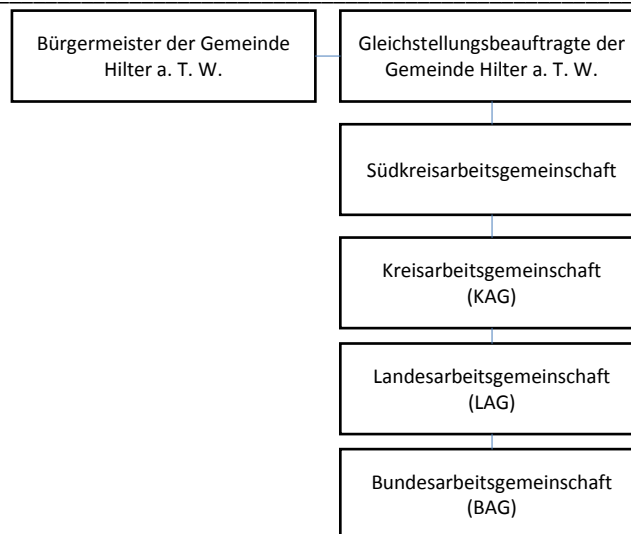 Bürgermeister der Gemeinde
Hilter a. T. W.
Gleichstellungsbeauftragte der
Gemeinde Hilter a. T. W.
Südkreisarbeitsgemeinschaft
Kreisarbeitsgemeinschaft
(KAG)
Landesarbeitsgemeinschaft
(LAG)
Bundesarbeitsgemeinschaft
(BAG)